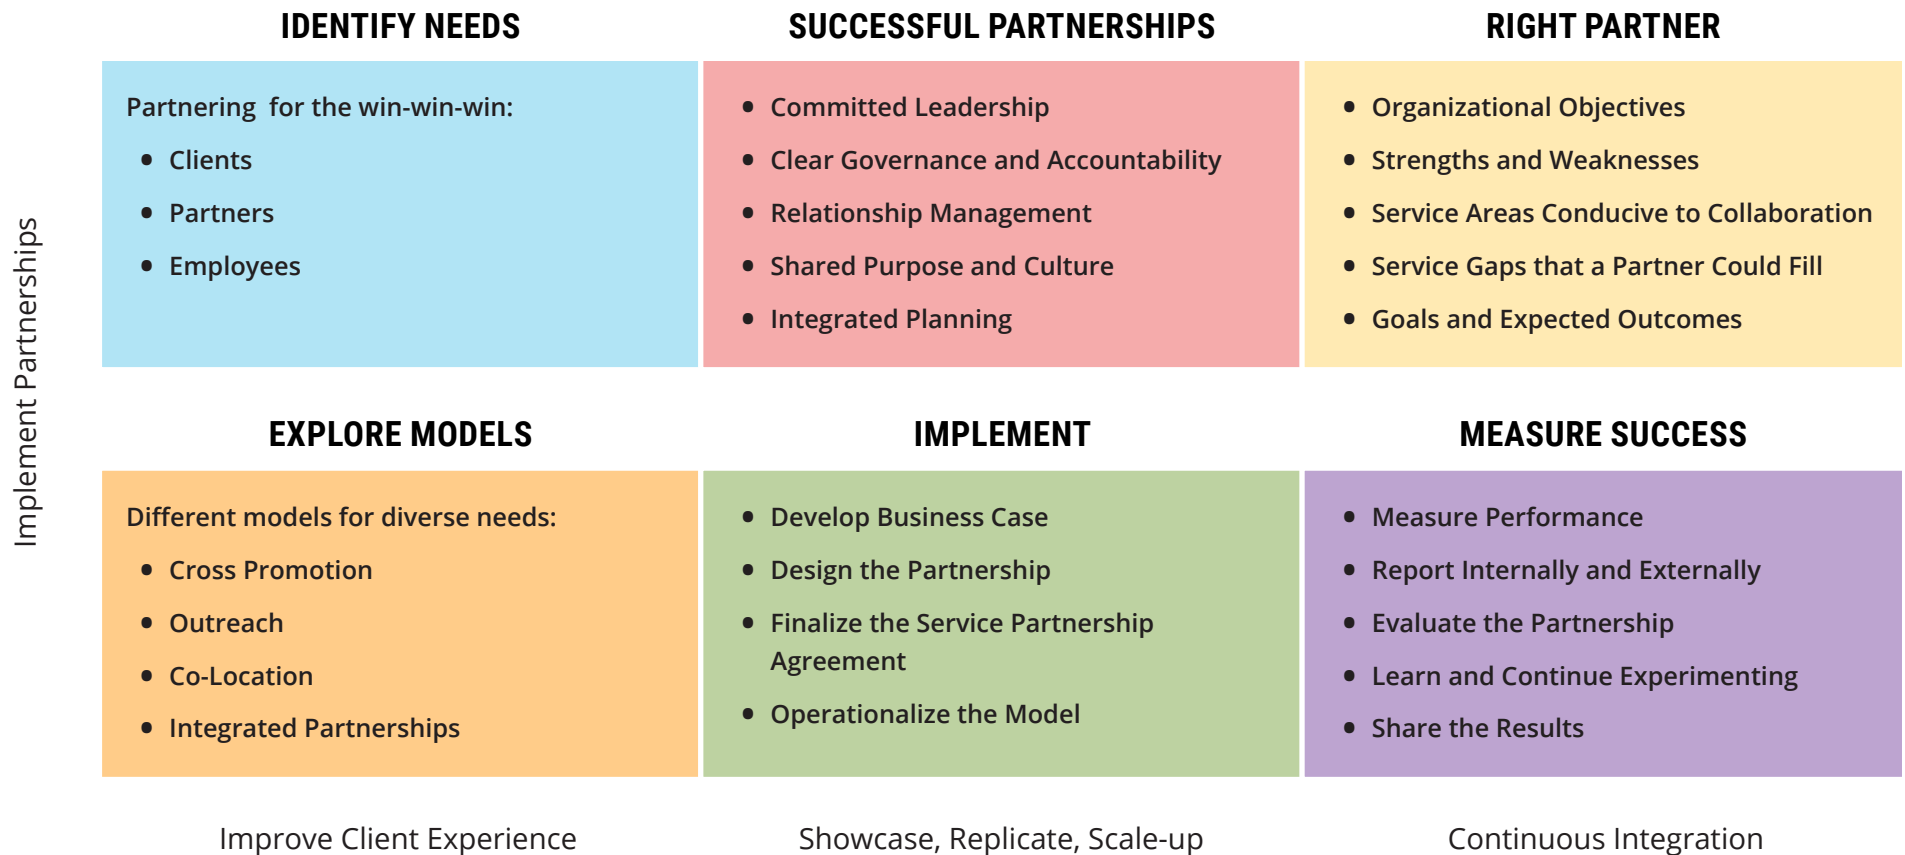 IDENTIFY NEEDS
Partnering for the win-win-win:
• Clients
• Partners
• Employees
SUCCESSFUL PARTNERSHIPS
• Committed Leadership
• Clear Governance and Accountability
• Relationship Management
• Shared Purpose and Culture
• Integrated Planning
RIGHT PARTNER
• Organizational Objectives
• Strengths and Weaknesses
• Service Areas Conducive to Collaboration
• Service Gaps that a Partner Could Fill
• Goals and Expected Outcomes
Implement Partnerships
EXPLORE MODELS
Different models for diverse needs:
• Cross Promotion
• Outreach
• Co-Location
• Integrated Partnerships
IMPLEMENT
• Develop Business Case
• Design the Partnership
• Finalize the Service Partnership
Agreement
• Operationalize the Model
MEASURE SUCCESS
• Measure Performance
• Report Internally and Externally
• Evaluate the Partnership
• Learn and Continue Experimenting
• Share the Results
Improve Client Experience
Showcase, Replicate, Scale-up
Continuous Integration